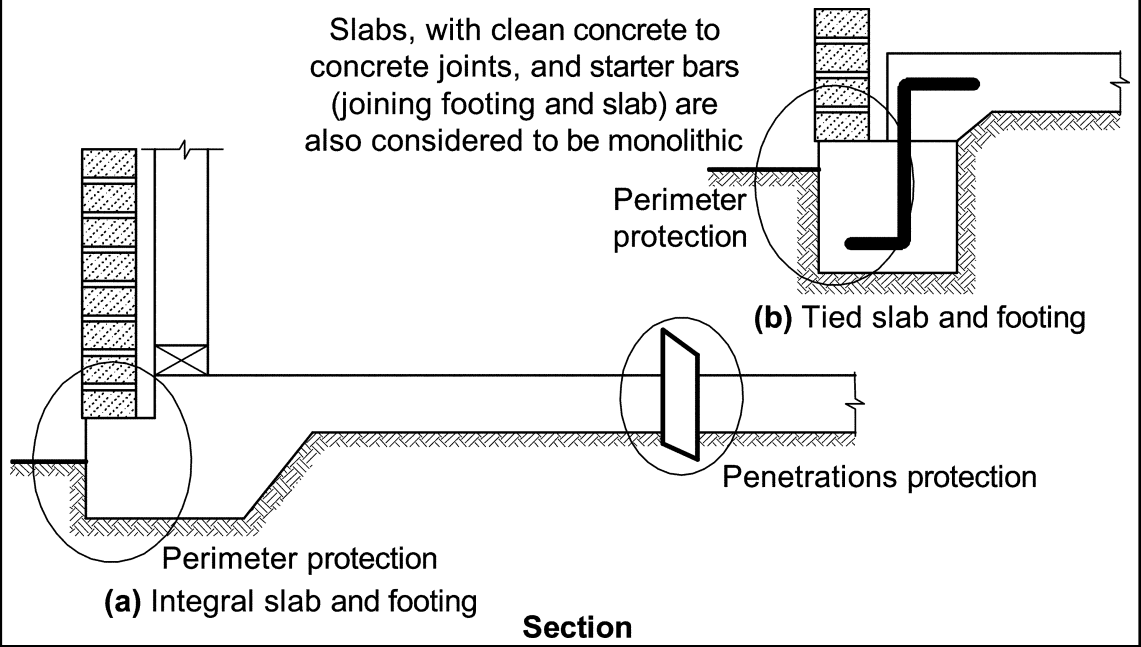 Slabs, with clean concrete to
concrete joints, and starter bars
(joining footing and slab) are
also considered to be monolithic
Perimeter
protection
(b) Tied slab and footing
Penetrations protection
Perimeter protection
(a) Integral slab and footing
Section